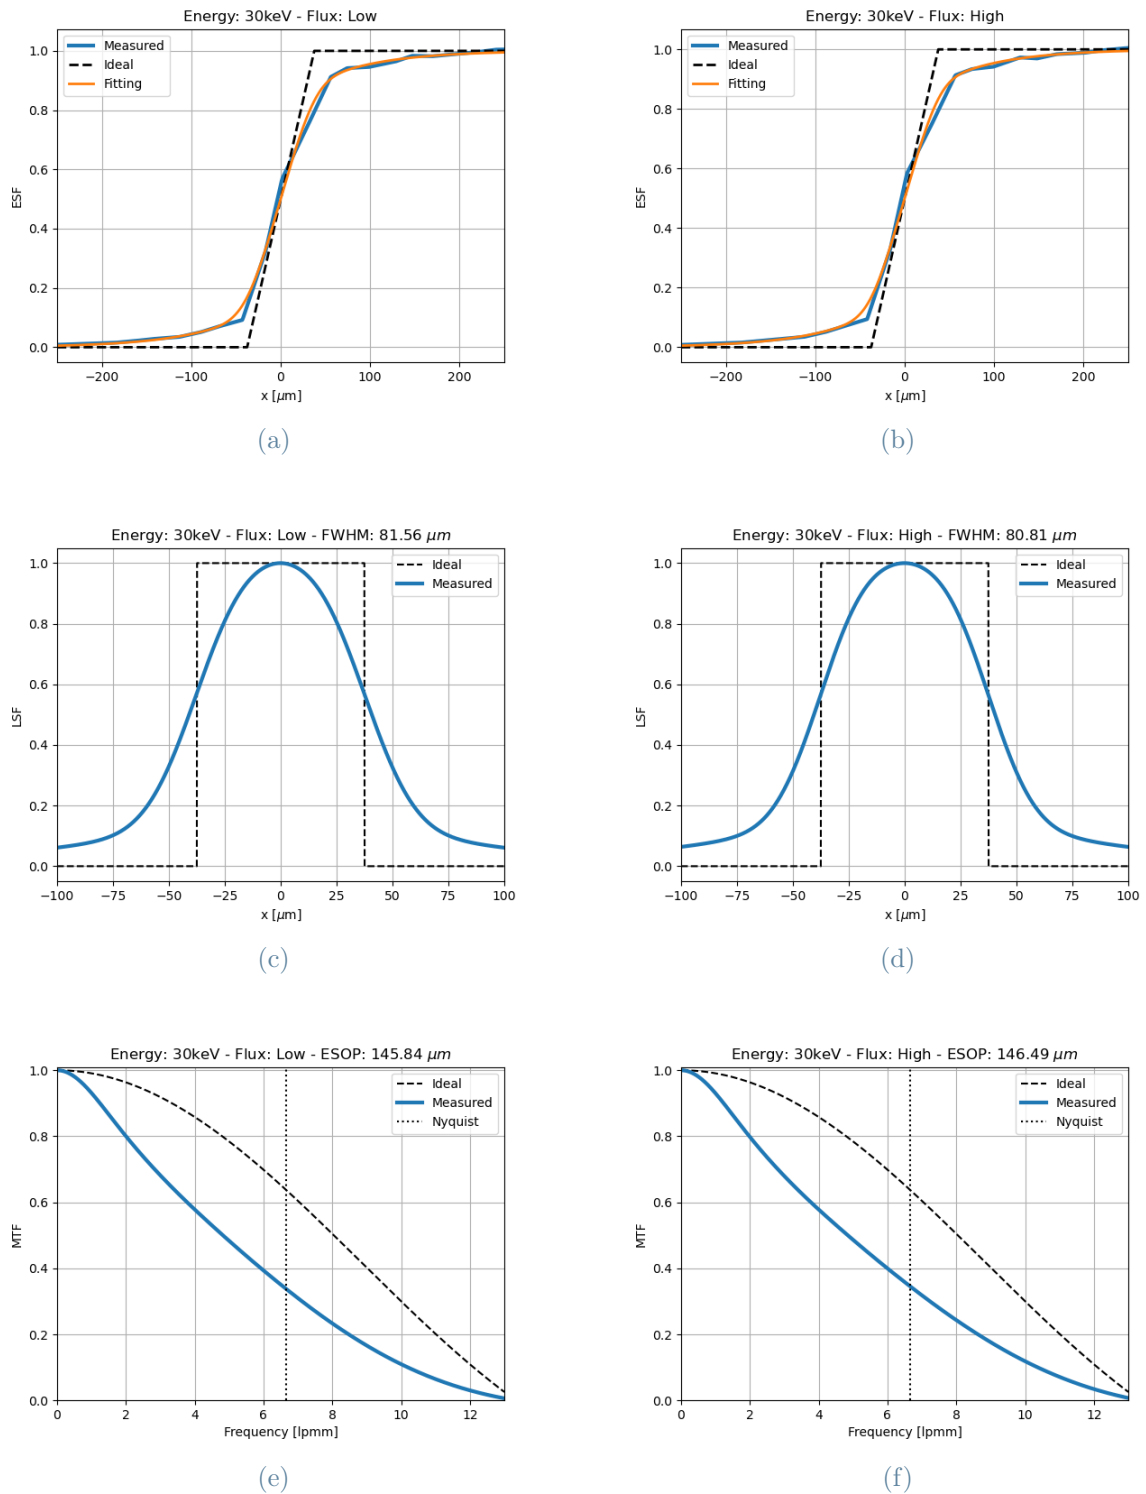 Energy: 30keV - Flux: Low
Measured
Ideal
Fitting
ESF
1.0
0.8
0.6
0.4
0.2
0.0
−200 −100 0 100 200
x [μm]
(a)
Energy: 30keV - Flux: High
Measured
Ideal
Fitting
ESF
1.0
0.8
0.6
0.4
0.2
0.0
−200 −100 0 100 200
x [μm]
(b)
Energy: 30keV - Flux: Low - FWHM: 81.56 μm
Ideal
Measured
LSF
1.0
0.8
0.6
0.4
0.2
0.0
−100 −75 −50 −25 0 25 50 75 100
x [μm]
(c)
Energy: 30keV - Flux: High - FWHM: 80.81 μm
Ideal
Measured
LSF
1.0
0.8
0.6
0.4
0.2
0.0
−100 −75 −50 −25 0 25 50 75 100
x [μm]
(d)
Energy: 30keV - Flux: Low - ESOP: 145.84 μm
Ideal
Measured
Nyquist
MTF
1.0
0.8
0.6
0.4
0.2
0.0
0 2 4 6 8 10 12
Frequency [lpmm]
(e)
Energy: 30keV - Flux: High - ESOP: 146.49 μm
Ideal
Measured
Nyquist
MTF
1.0
0.8
0.6
0.4
0.2
0.0
0 2 4 6 8 10 12
Frequency [lpmm]
(f)